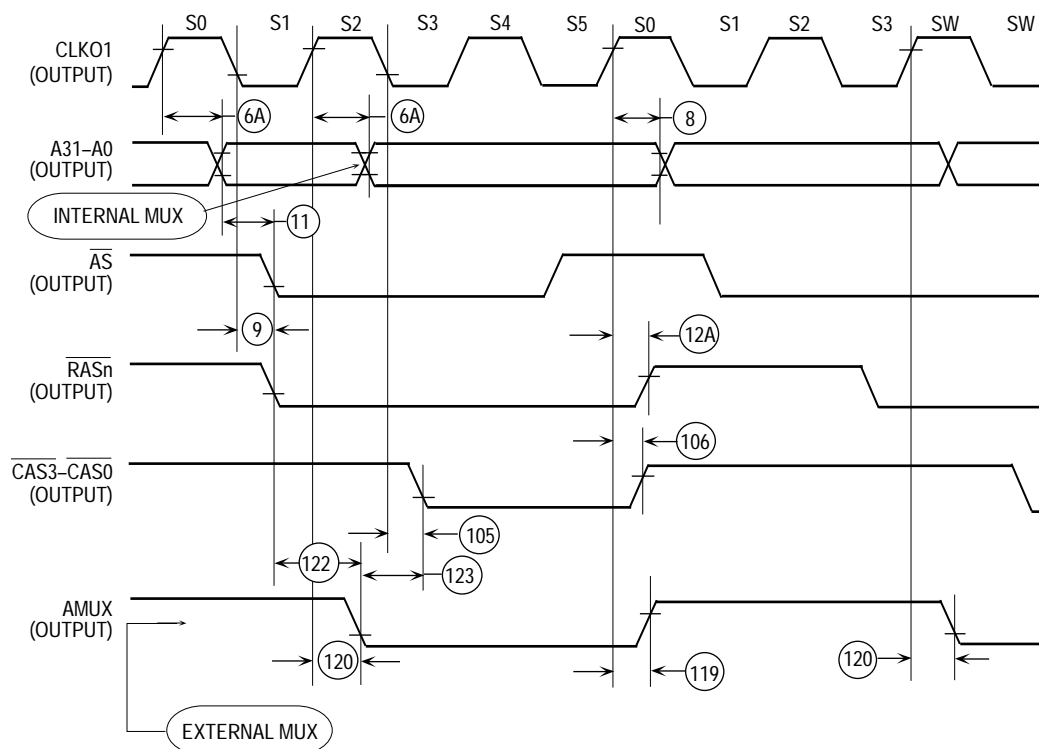 S0 S1 S2 S3 S4 S5 S0 S1 S2 S3 SW SW
CLKO1
(OUTPUT)
6A 6A 8
A31–A0
(OUTPUT)
INTERNAL MUX
11
AS
(OUTPUT)
9 12A
RASn
(OUTPUT)
106
CAS3–CAS0
(OUTPUT)
105
122 123
AMUX
(OUTPUT)
120 119 120
EXTERNAL MUX